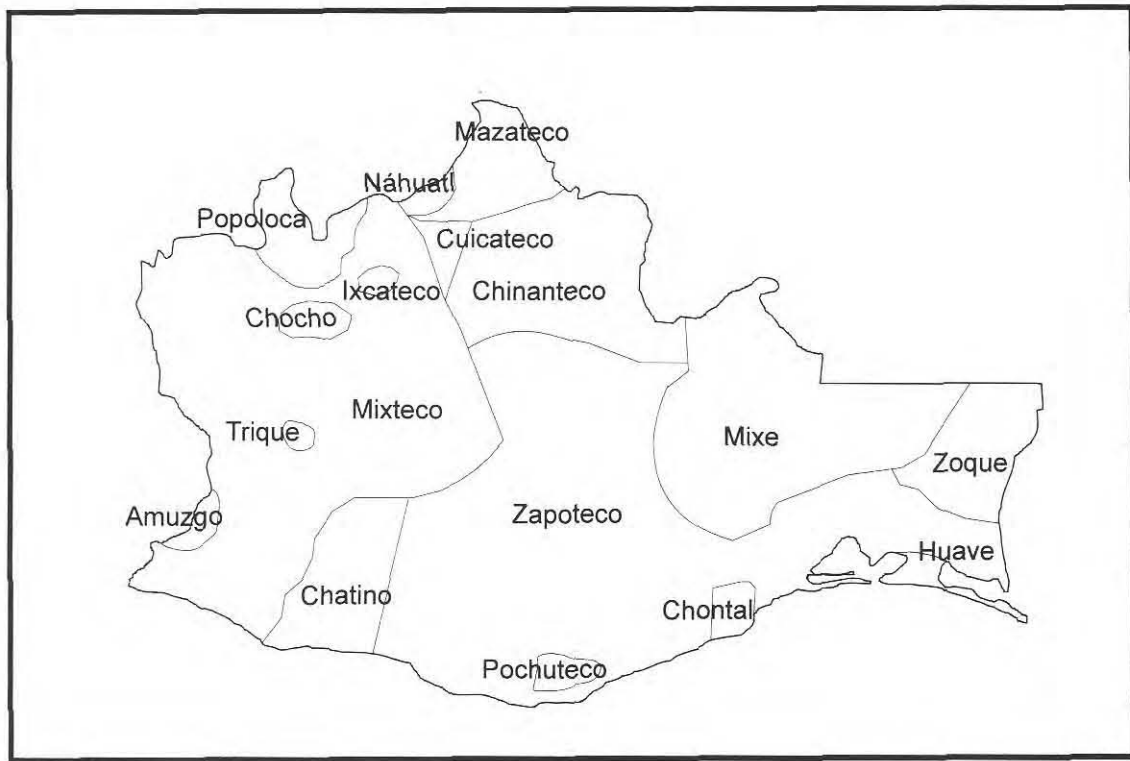 Mazateco
Náhuatl
Popoloca
Cuicateco
Ixcateco
Chinanteco
Chocho
Mixteco
Trique
Mixe
Zoque
Amuzgo
Zapoteco
Huave
Chatino
Chontal
Pochuteco